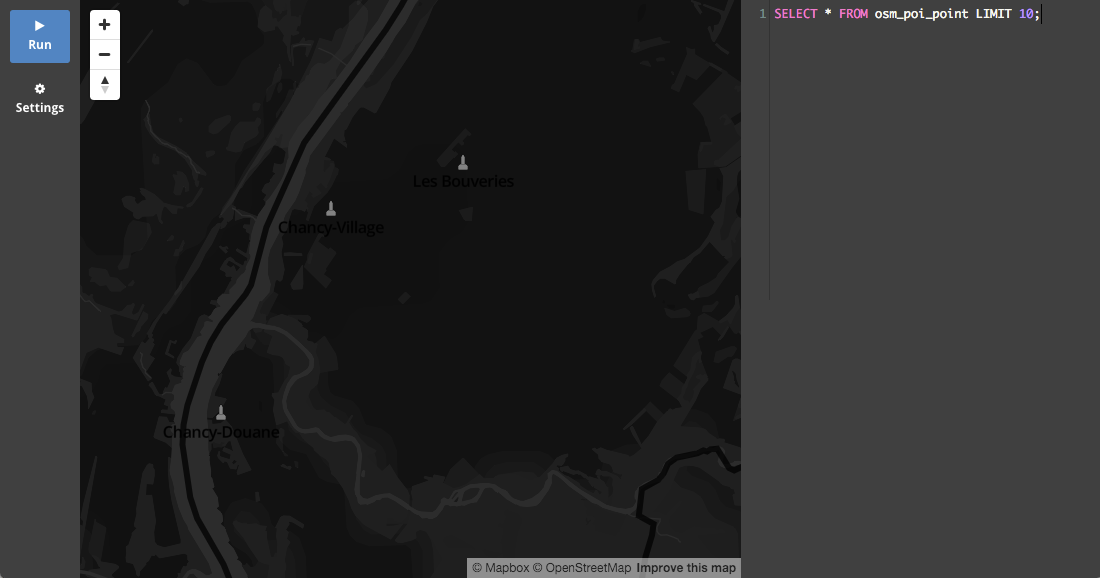 Run
Settings
+
−
Les Bouveries
Chancy-Village
Chancy-Douane
© Mapbox © OpenStreetMap Improve this map
1 SELECT * FROM osm_poi_point LIMIT 10;